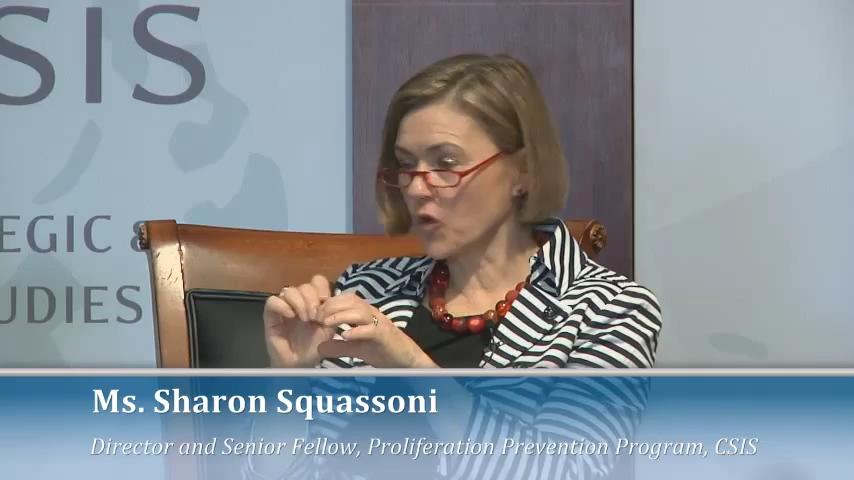 SIS
EGIC &
UDIES
Ms. Sharon Squassoni
Director and Senior Fellow, Proliferation Prevention Program, CSIS